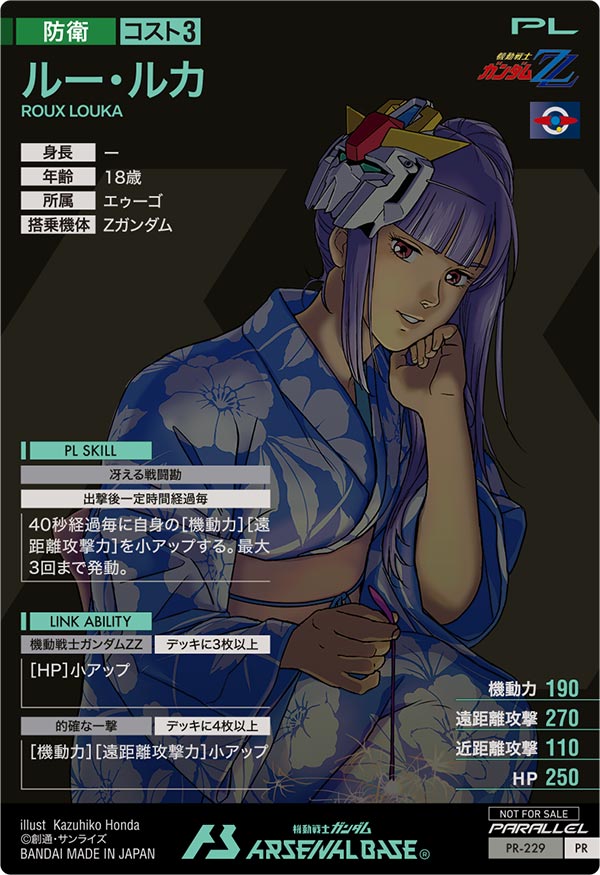 防衛 コスト3 PL
ルー・ルカ
ROUX LOUKA
機動戦士
ガンダムZZ
身長 ー
年齢 18歳
所属 エゥーゴ
搭乗機体 Zガンダム
PL SKILL
冴える戦闘勘
出撃後一定時間経過毎
40秒経過毎に自身の[機動力][遠
距離攻撃力]を小アップする。最大
3回まで発動。
LINK ABILITY
機動戦士ガンダムZZ デッキに3枚以上
[HP]小アップ
的確な一撃 デッキに4枚以上
[機動力][遠距離攻撃力]小アップ
機動力 190
遠距離攻撃 270
近距離攻撃 110
HP 250
illust Kazuhiko Honda
©創通・サンライズ
BANDAI MADE IN JAPAN
機動戦士ガンダム
AB ARSENAL BASE®
NOT FOR SALE
PARALLEL
PR-229 PR